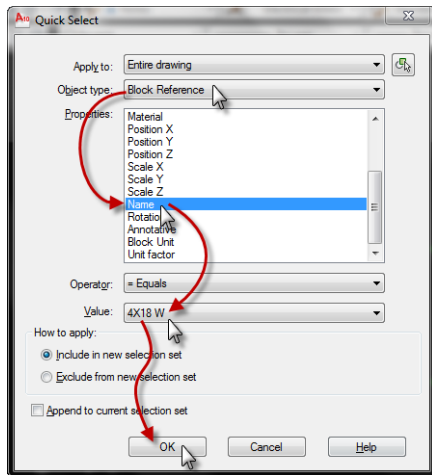 A10 Quick Select
Apply to: Entire drawing
Object type: Block Reference
Properties:
Material
Position X
Position Y
Position Z
Scale X
Scale Y
Scale Z
Name
Rotation
Annotative
Block Unit
Unit factor
Operator: = Equals
Value: 4X18 W
How to apply:
Include in new selection set
Exclude from new selection set
Append to current selection set
OK Cancel Help